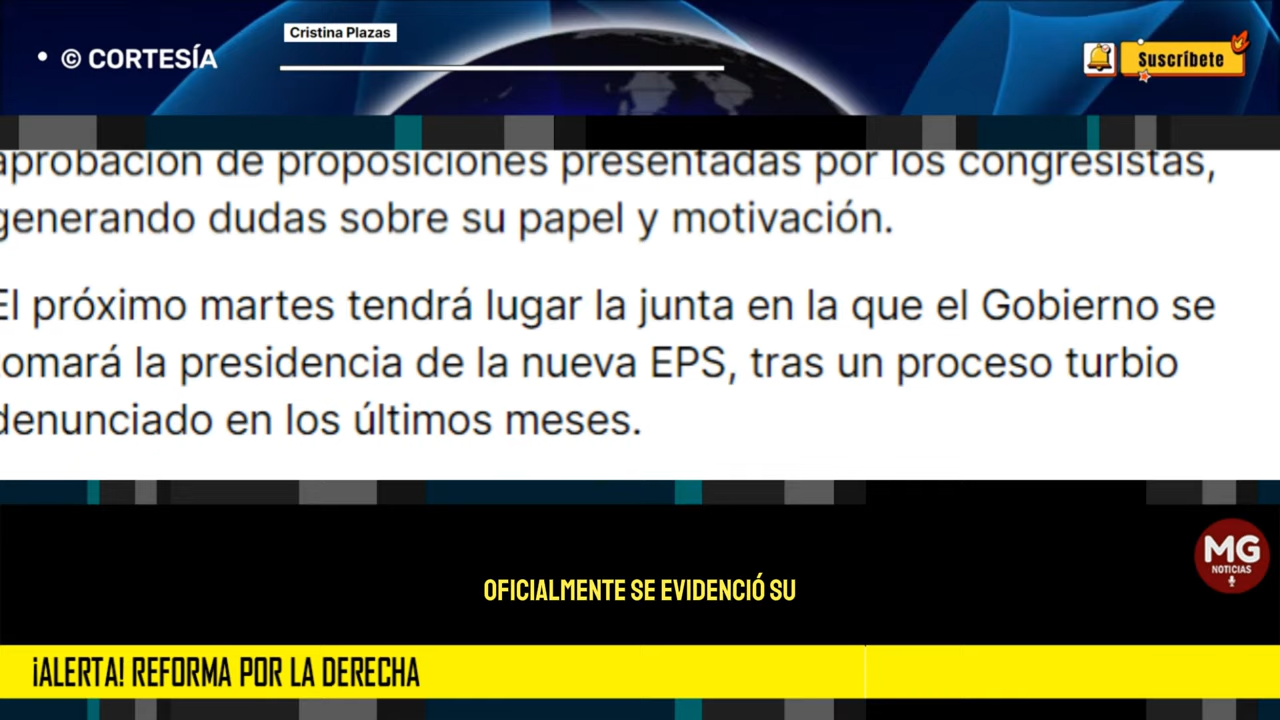 Cristina Plazas
• © CORTESÍA
Suscríbete
aprobación de proposiciones presentadas por los congresistas,
generando dudas sobre su papel y motivación.
El próximo martes tendrá lugar la junta en la que el Gobierno se
tomará la presidencia de la nueva EPS, tras un proceso turbio
denunciado en los últimos meses.
MG
NOTICIAS
OFICIALMENTE SE EVIDENCIÓ SU
¡ALERTA! REFORMA POR LA DERECHA